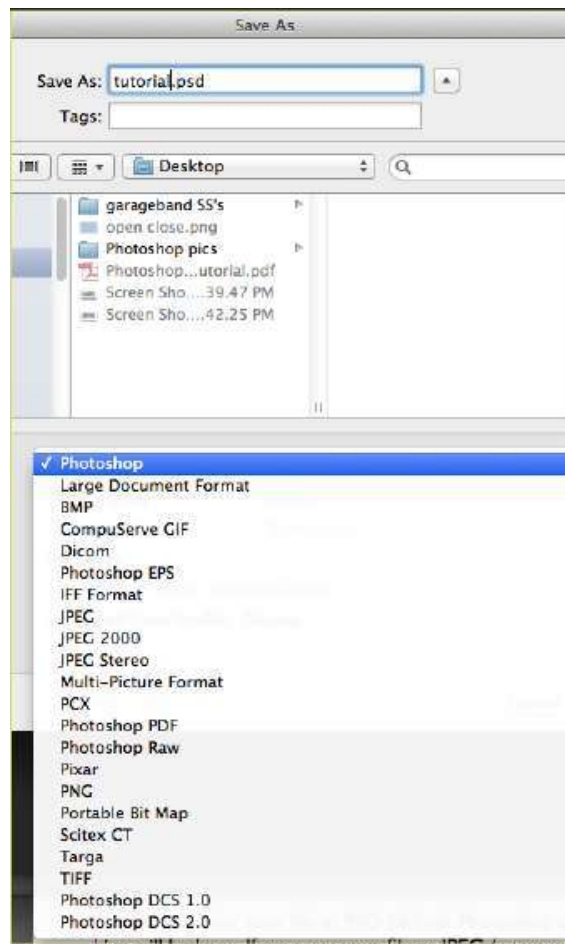 Save As
Save As: tutorial.psd
Tags:
Desktop
garageband SS's
open close.png
Photoshop pics
Photoshop...utorial.pdf
Screen Sho....39.47 PM
Screen Sho....42.25 PM
✓ Photoshop
Large Document Format
BMP
CompuServe GIF
Dicom
Photoshop EPS
IFF Format
JPEG
JPEG 2000
JPEG Stereo
Multi-Picture Format
PCX
Photoshop PDF
Photoshop Raw
Pixar
PNG
Portable Bit Map
Scitex CT
Targa
TIFF
Photoshop DCS 1.0
Photoshop DCS 2.0